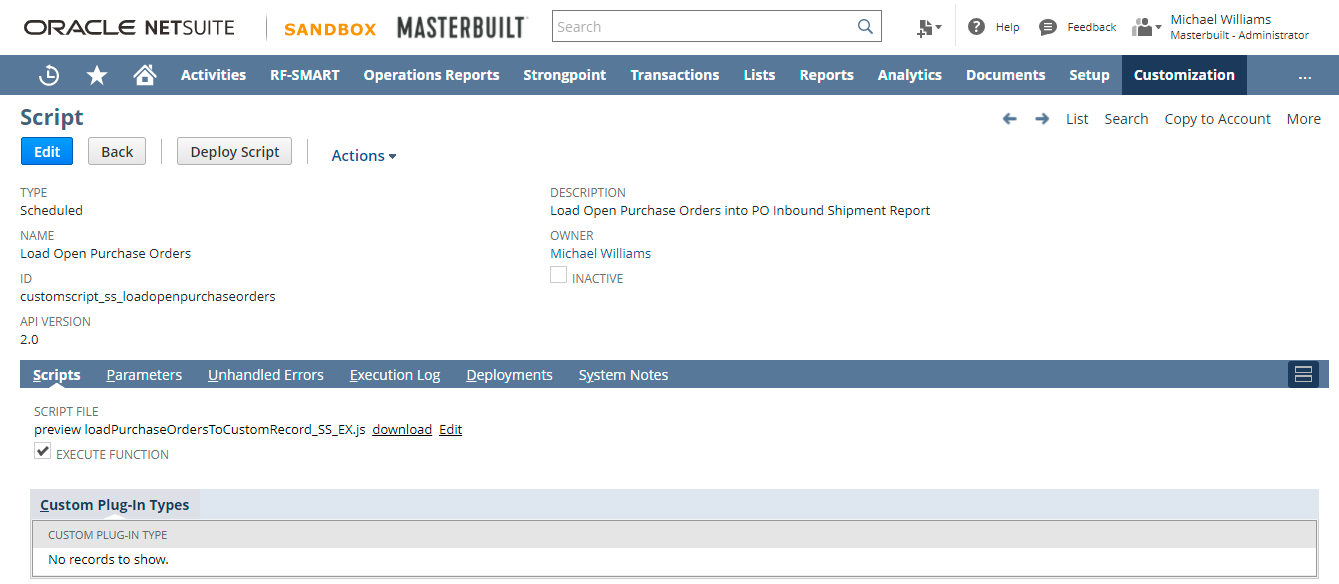 ORACLE NETSUITE SANDBOX MASTERBUILT Search Help Feedback Michael Williams
Masterbuilt - Administrator
Activities RF-SMART Operations Reports Strongpoint Transactions Lists Reports Analytics Documents Setup Customization ...
Script List Search Copy to Account More
Edit Back Deploy Script Actions
TYPE
Scheduled
NAME
Load Open Purchase Orders
ID
customscript_ss_loadopenpurchaseorders
API VERSION
2.0
DESCRIPTION
Load Open Purchase Orders into PO Inbound Shipment Report
OWNER
Michael Williams
INACTIVE
Scripts Parameters Unhandled Errors Execution Log Deployments System Notes
SCRIPT FILE
preview loadPurchaseOrdersToCustomRecord_SS_EX.js download Edit
EXECUTE FUNCTION
Custom Plug-In Types
CUSTOM PLUG-IN TYPE
No records to show.